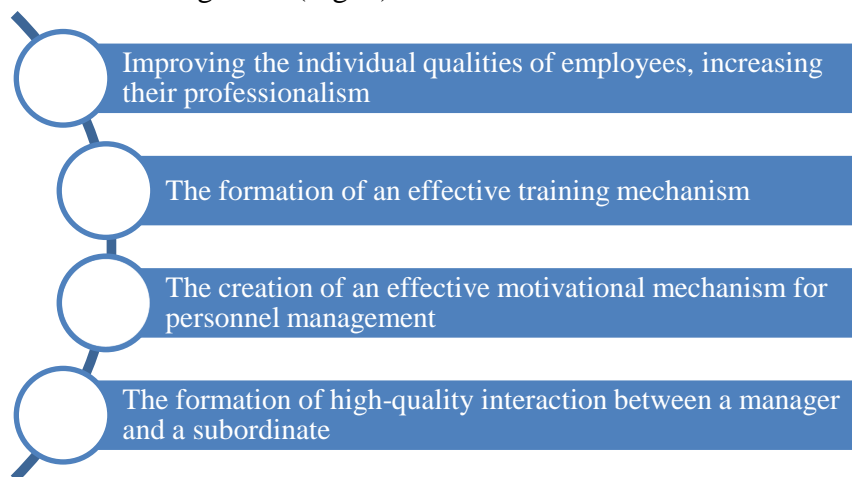 Improving the individual qualities of employees, increasing
their professionalism
The formation of an effective training mechanism
The creation of an effective motivational mechanism for
personnel management
The formation of high-quality interaction between a manager
and a subordinate